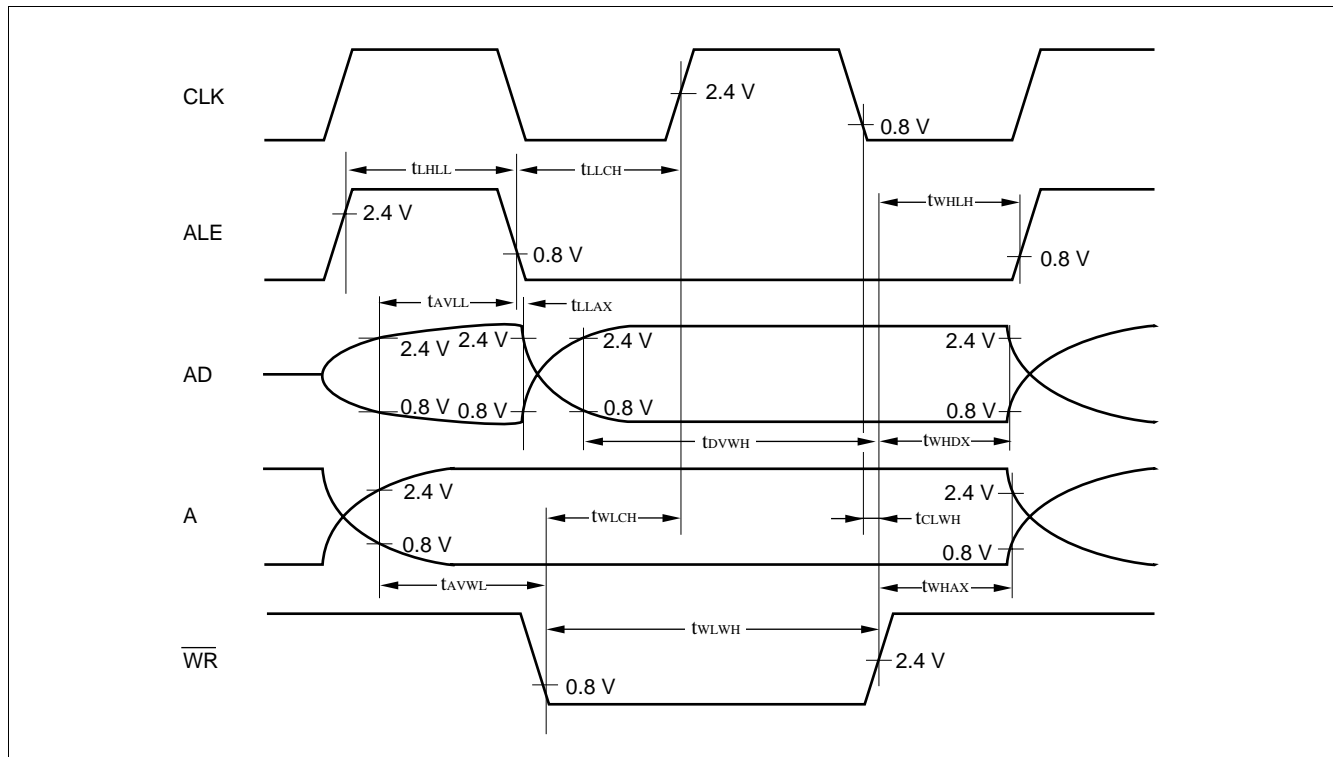 CLK
2.4 V
0.8 V
tLHLL
tLLCH
tWHLH
ALE
2.4 V
0.8 V
0.8 V
tAVLL
tLLAX
AD
2.4 V
2.4 V
2.4 V
2.4 V
0.8 V
0.8 V
0.8 V
0.8 V
tDVWH
tWHDX
A
2.4 V
2.4 V
tWLCH
tCLWH
0.8 V
0.8 V
tAVWL
tWHAX
tWLWH
WR
2.4 V
0.8 V